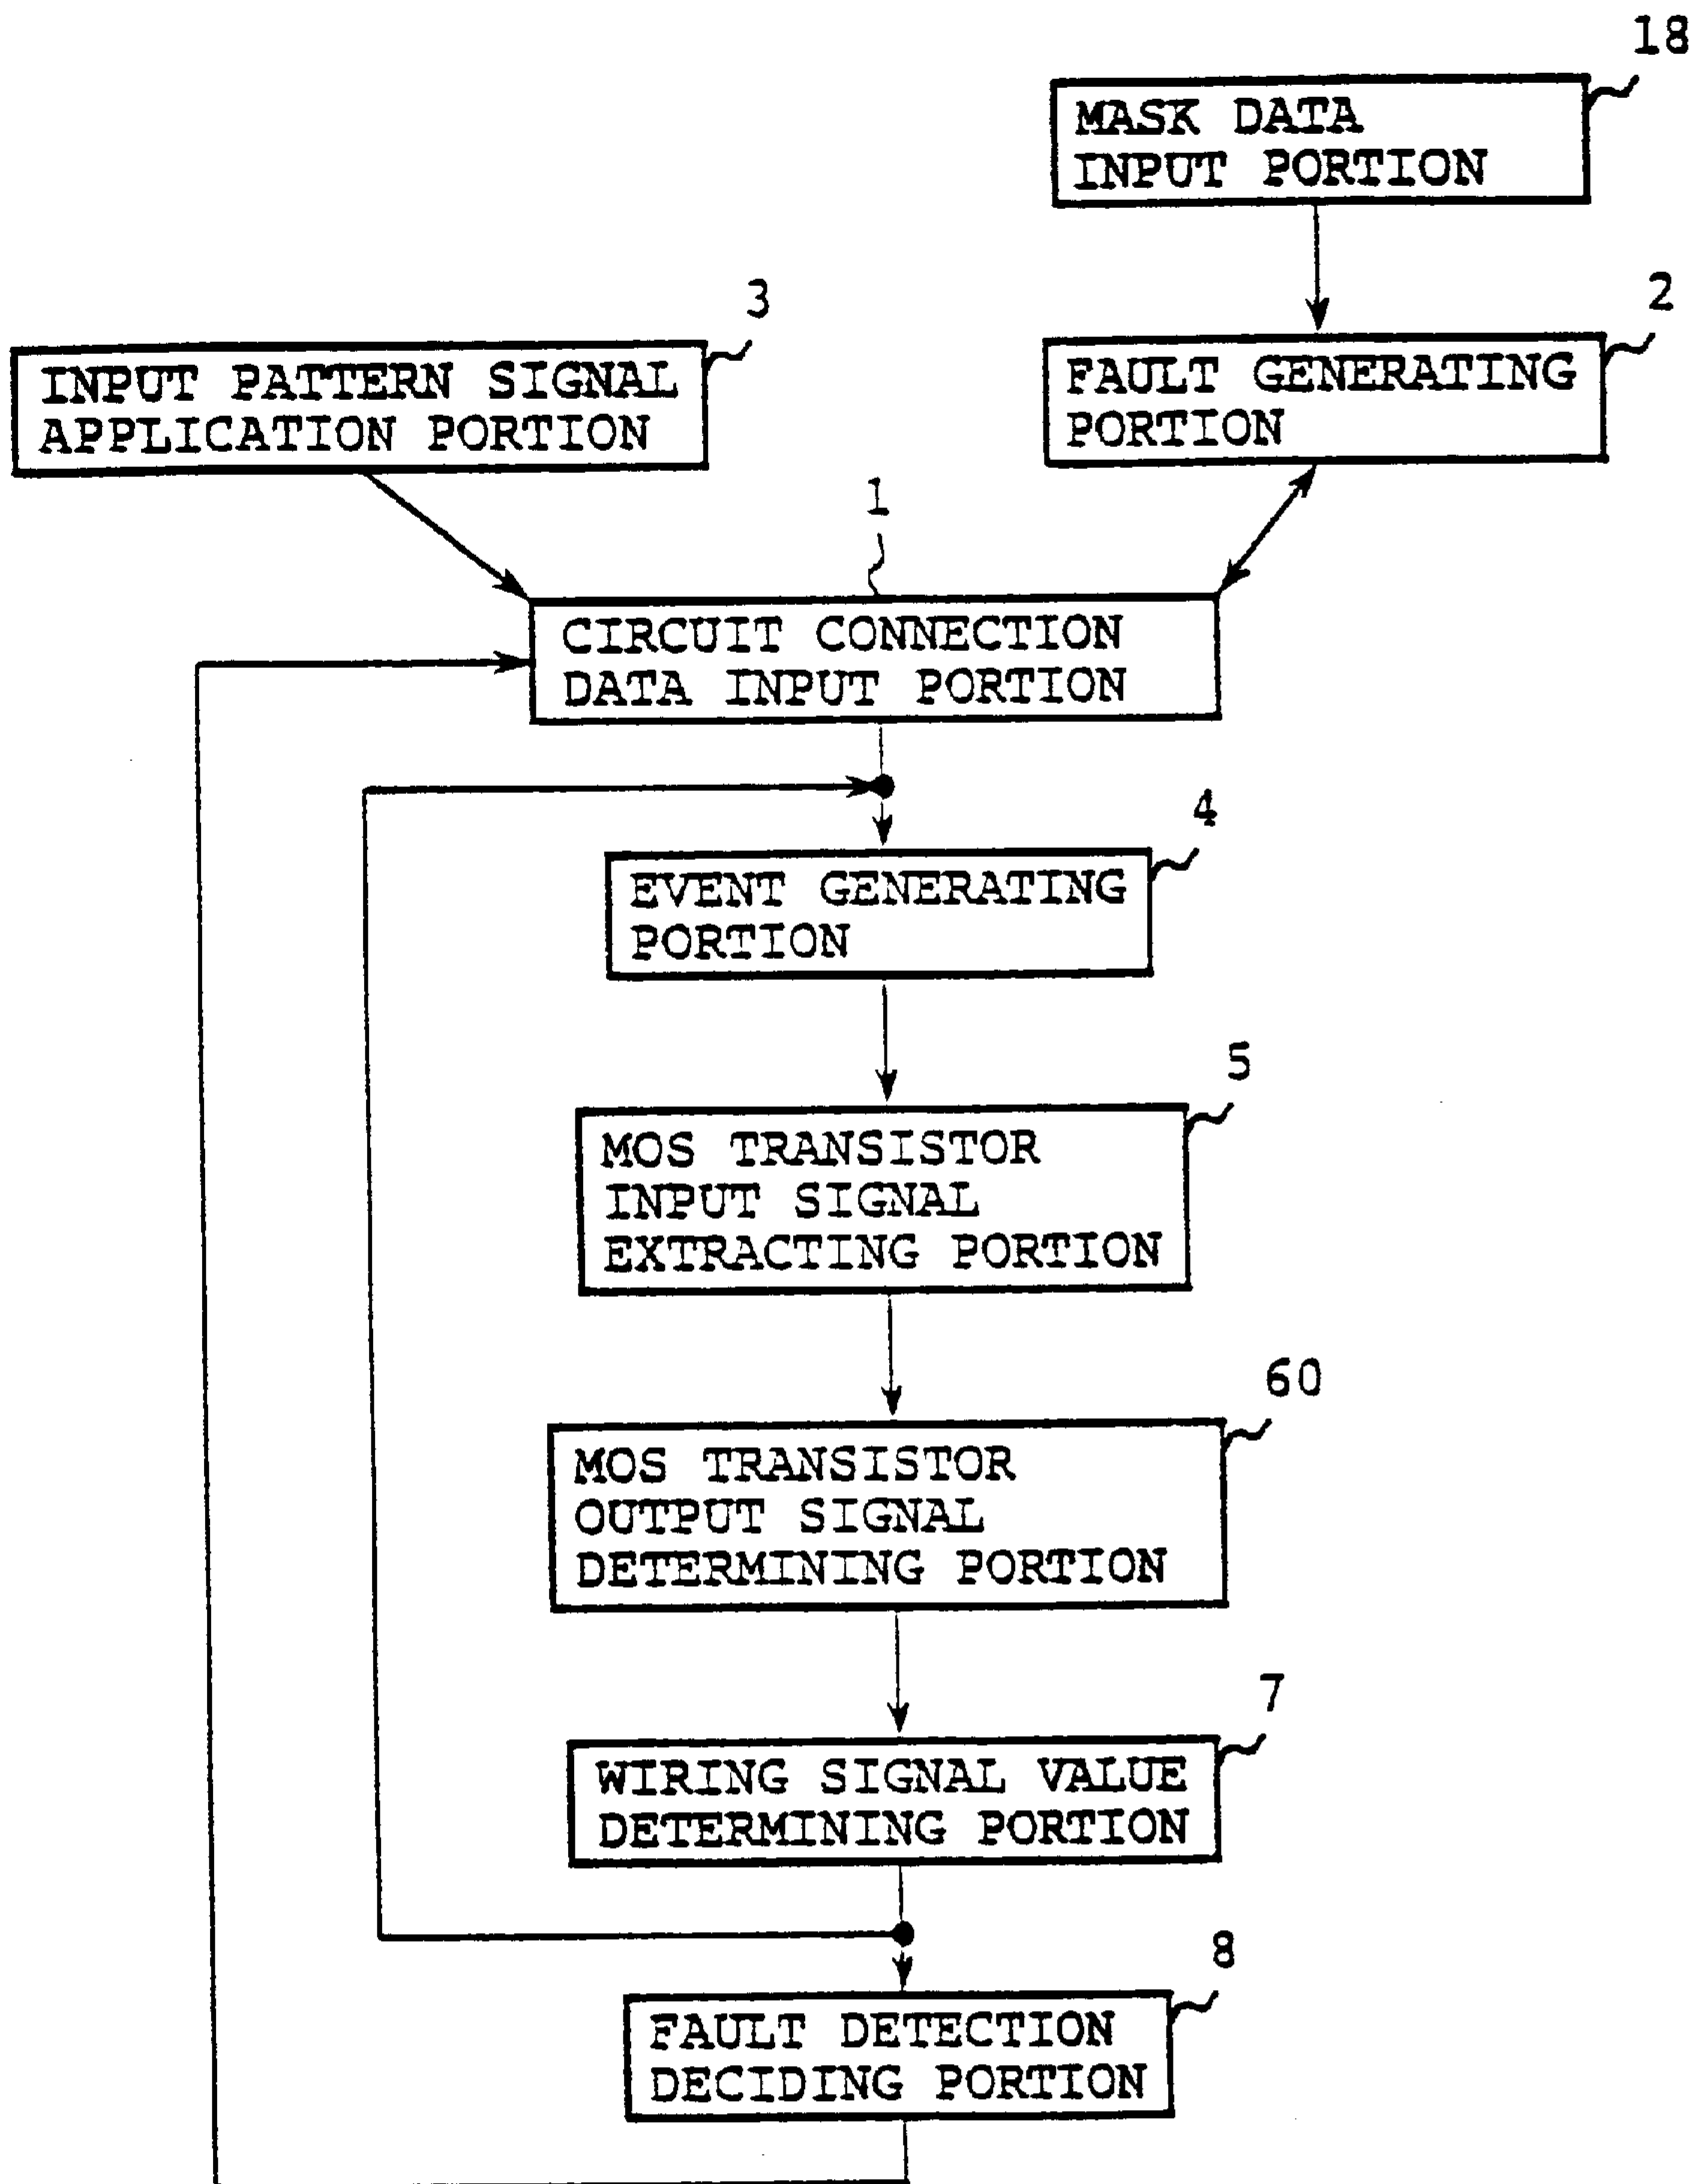 18
MASK DATA
INPUT PORTION
3
2
INPUT PATTERN SIGNAL
APPLICATION PORTION
FAULT GENERATING
PORTION
1
CIRCUIT CONNECTION
DATA INPUT PORTION
4
EVENT GENERATING
PORTION
5
MOS TRANSISTOR
INPUT SIGNAL
EXTRACTING PORTION
60
MOS TRANSISTOR
OUTPUT SIGNAL
DETERMINING PORTION
7
WIRING SIGNAL VALUE
DETERMINING PORTION
8
FAULT DETECTION
DECIDING PORTION